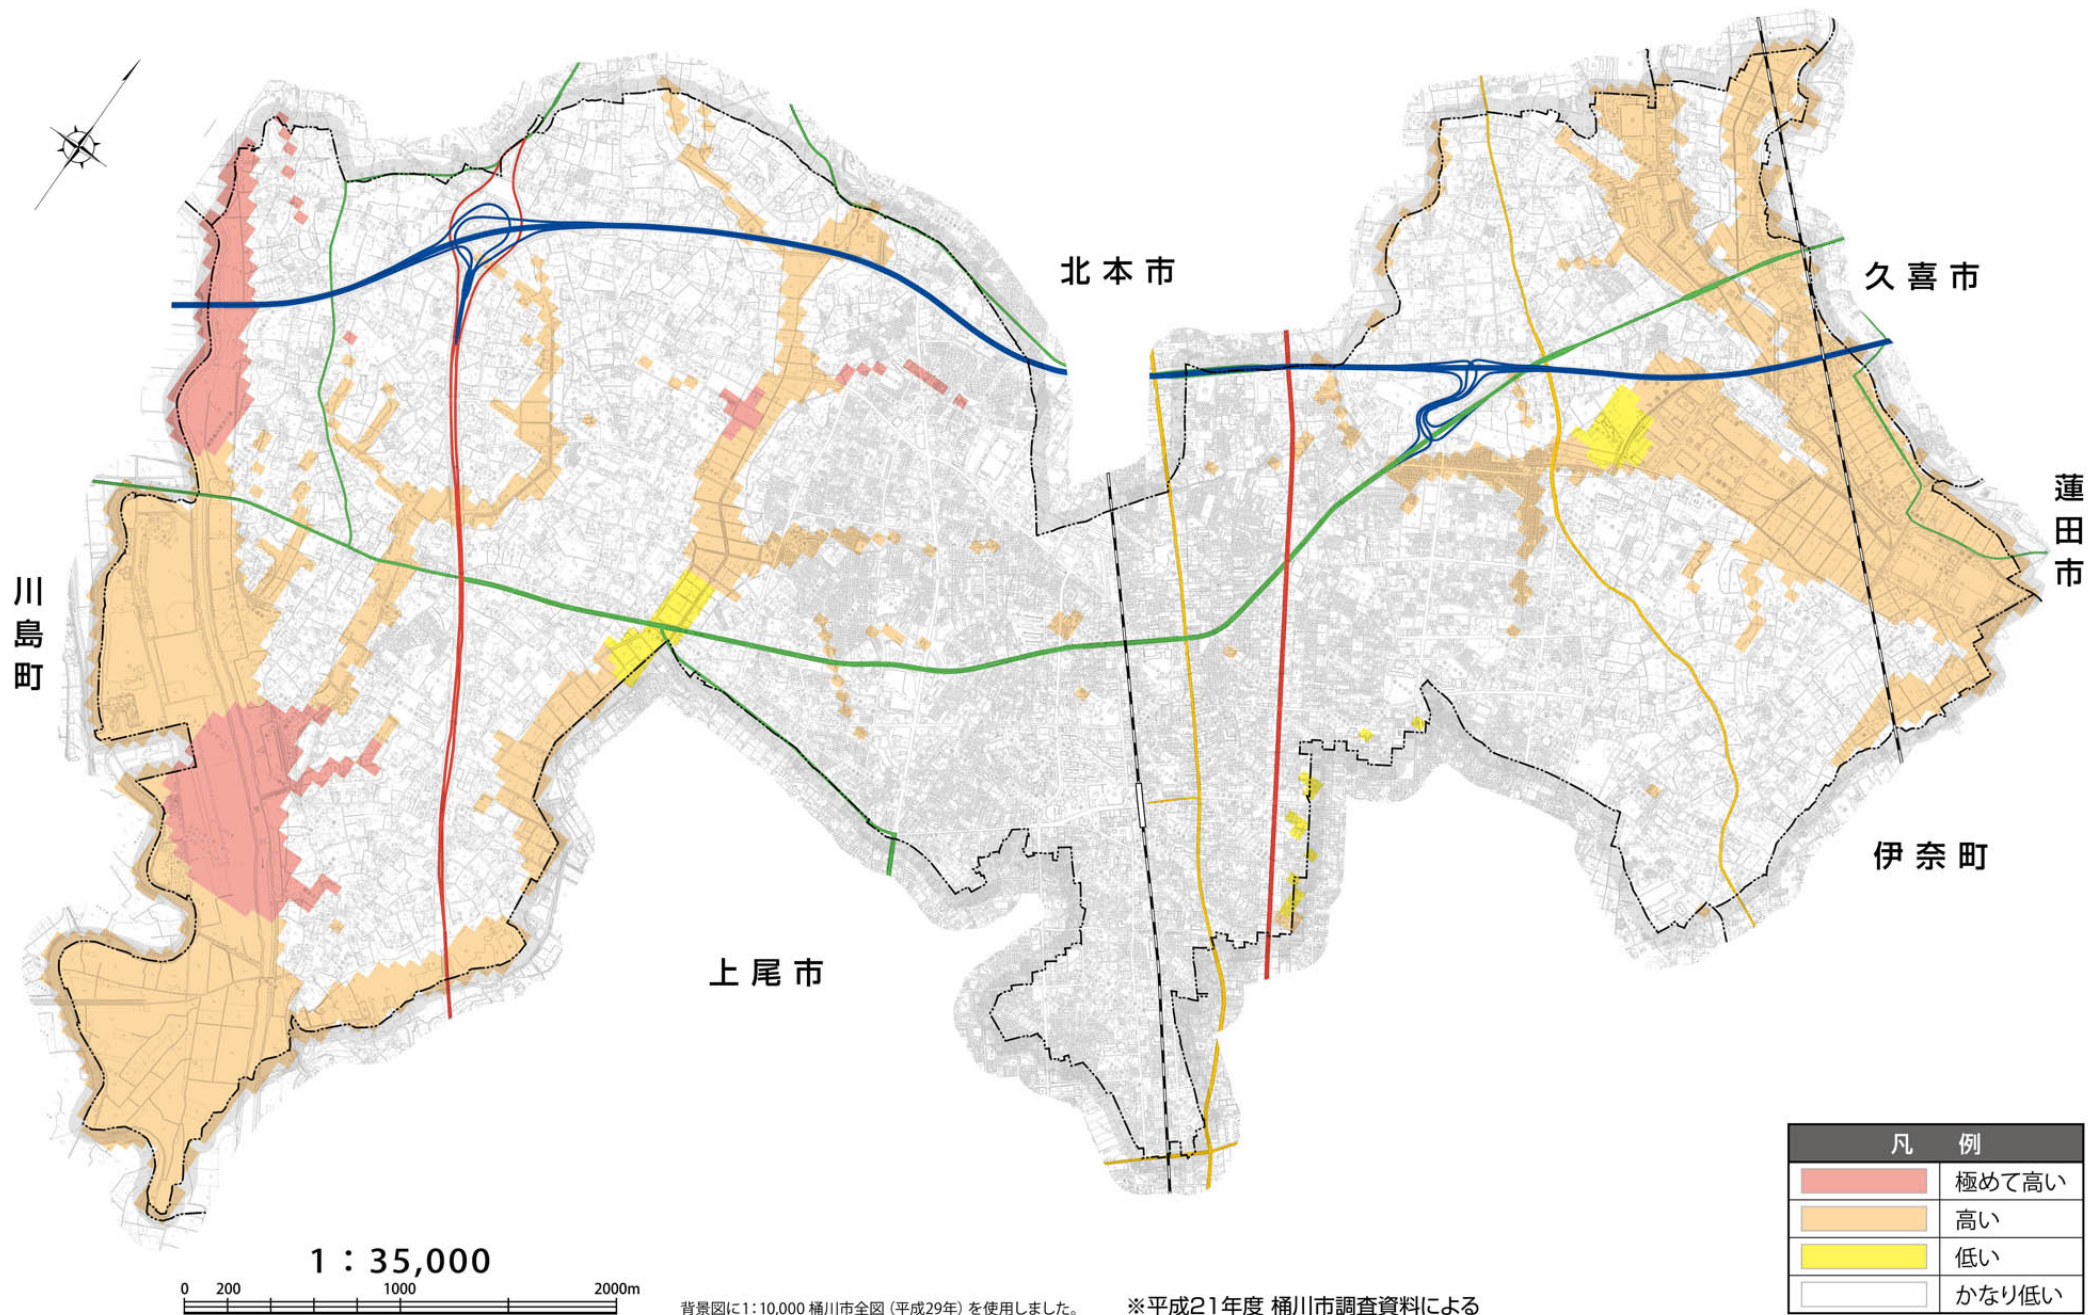 北本市
久喜市
蓮田市
川島町
伊奈町
上尾市
凡　例
極めて高い
高い
低い
かなり低い
1：35,000
0 200 1000 2000m
背景図に1:10,000 桶川市全図（平成29年）を使用しました。
※平成21年度 桶川市調査資料による